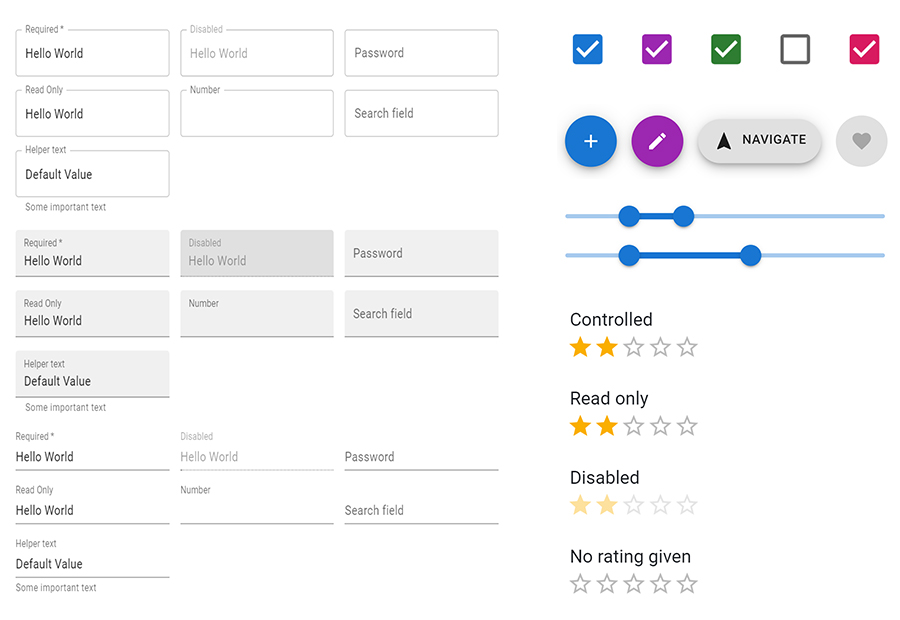 Required *
Hello World
Disabled
Hello World
Password
Read Only
Hello World
Number
Search field
Helper text
Default Value
Some important text
Required *
Hello World
Disabled
Hello World
Password
Read Only
Hello World
Number
Search field
Helper text
Default Value
Some important text
Required *
Hello World
Disabled
Hello World
Password
Read Only
Hello World
Number
Search field
Helper text
Default Value
Some important text
NAVIGATE
Controlled
Read only
Disabled
No rating given